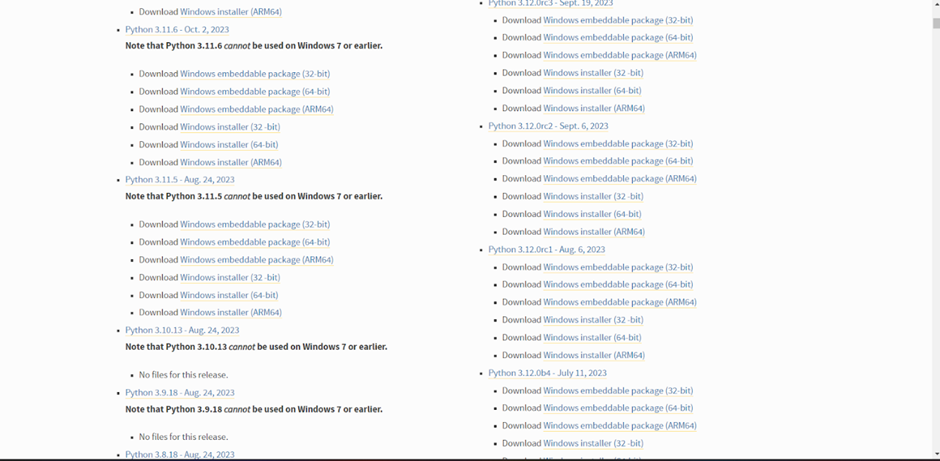 Download Windows installer (ARM64)
Python 3.11.6 - Oct. 2, 2023
Note that Python 3.11.6 cannot be used on Windows 7 or earlier.
Download Windows embeddable package (32-bit)
Download Windows embeddable package (64-bit)
Download Windows embeddable package (ARM64)
Download Windows installer (32 -bit)
Download Windows installer (64-bit)
Download Windows installer (ARM64)
Python 3.11.5 - Aug. 24, 2023
Note that Python 3.11.5 cannot be used on Windows 7 or earlier.
Download Windows embeddable package (32-bit)
Download Windows embeddable package (64-bit)
Download Windows embeddable package (ARM64)
Download Windows installer (32 -bit)
Download Windows installer (64-bit)
Download Windows installer (ARM64)
Python 3.10.13 - Aug. 24, 2023
Note that Python 3.10.13 cannot be used on Windows 7 or earlier.
No files for this release.
Python 3.9.18 - Aug. 24, 2023
Note that Python 3.9.18 cannot be used on Windows 7 or earlier.
No files for this release.
Python 3.8.18 - Aug. 24, 2023
Python 3.12.0rc3 - Sept. 19, 2023
Download Windows embeddable package (32-bit)
Download Windows embeddable package (64-bit)
Download Windows embeddable package (ARM64)
Download Windows installer (32 -bit)
Download Windows installer (64-bit)
Download Windows installer (ARM64)
Python 3.12.0rc2 - Sept. 6, 2023
Download Windows embeddable package (32-bit)
Download Windows embeddable package (64-bit)
Download Windows embeddable package (ARM64)
Download Windows installer (32 -bit)
Download Windows installer (64-bit)
Download Windows installer (ARM64)
Python 3.12.0rc1 - Aug. 6, 2023
Download Windows embeddable package (32-bit)
Download Windows embeddable package (64-bit)
Download Windows embeddable package (ARM64)
Download Windows installer (32 -bit)
Download Windows installer (64-bit)
Download Windows installer (ARM64)
Python 3.12.0b4 - July 11, 2023
Download Windows embeddable package (32-bit)
Download Windows embeddable package (64-bit)
Download Windows embeddable package (ARM64)
Download Windows installer (32 -bit)